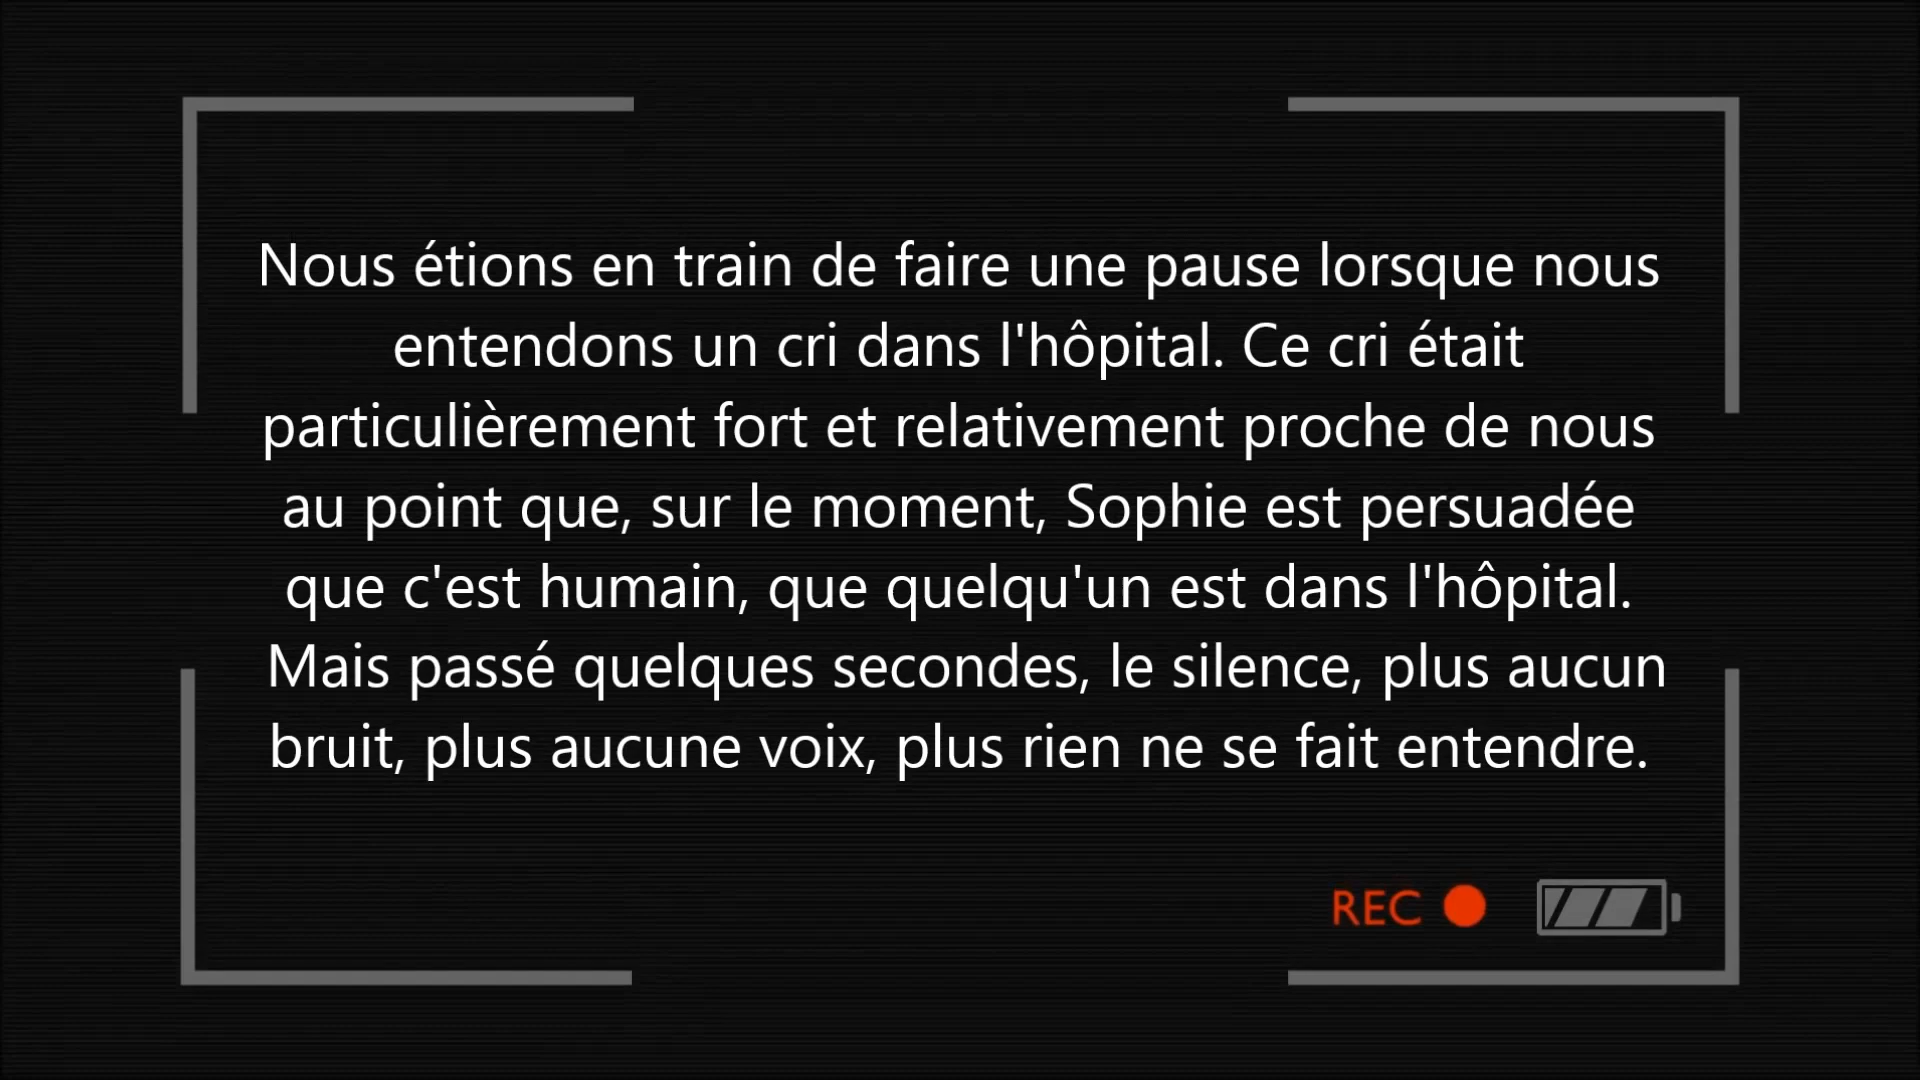 Nous étions en train de faire une pause lorsque nous
entendons un cri dans l'hôpital. Ce cri était
particulièrement fort et relativement proche de nous
au point que, sur le moment, Sophie est persuadée
que c'est humain, que quelqu'un est dans l'hôpital.
Mais passé quelques secondes, le silence, plus aucun
bruit, plus aucune voix, plus rien ne se fait entendre.
REC